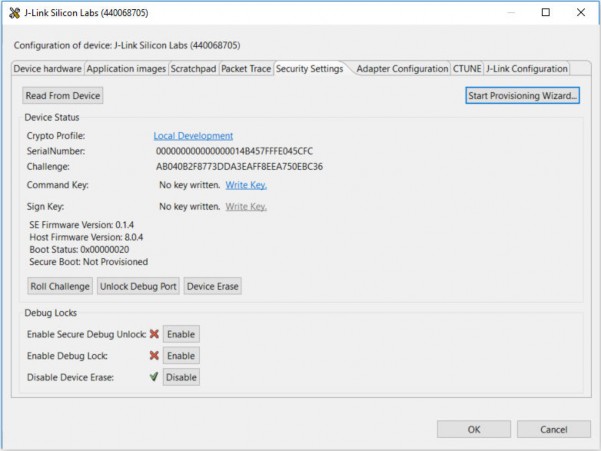 J-Link Silicon Labs (440068705)
Configuration of device: J-Link Silicon Labs (440068705)
Device hardware Application images Scratchpad Packet Trace Security Settings Adapter Configuration CTUNE J-Link Configuration
Read From Device Start Provisioning Wizard...
Device Status
Crypto Profile: Local Development
SerialNumber: 000000000000000014B457FFFE045CFC
Challenge: AB040B2F8773DDA3EAFF8EEA750EBC36
Command Key: No key written. Write Key.
Sign Key: No key written. Write Key.
SE Firmware Version: 0.1.4
Host Firmware Version: 8.0.4
Boot Status: 0x00000020
Secure Boot: Not Provisioned
Roll Challenge Unlock Debug Port Device Erase
Debug Locks
Enable Secure Debug Unlock: Enable
Enable Debug Lock: Enable
Disable Device Erase: Disable
OK Cancel